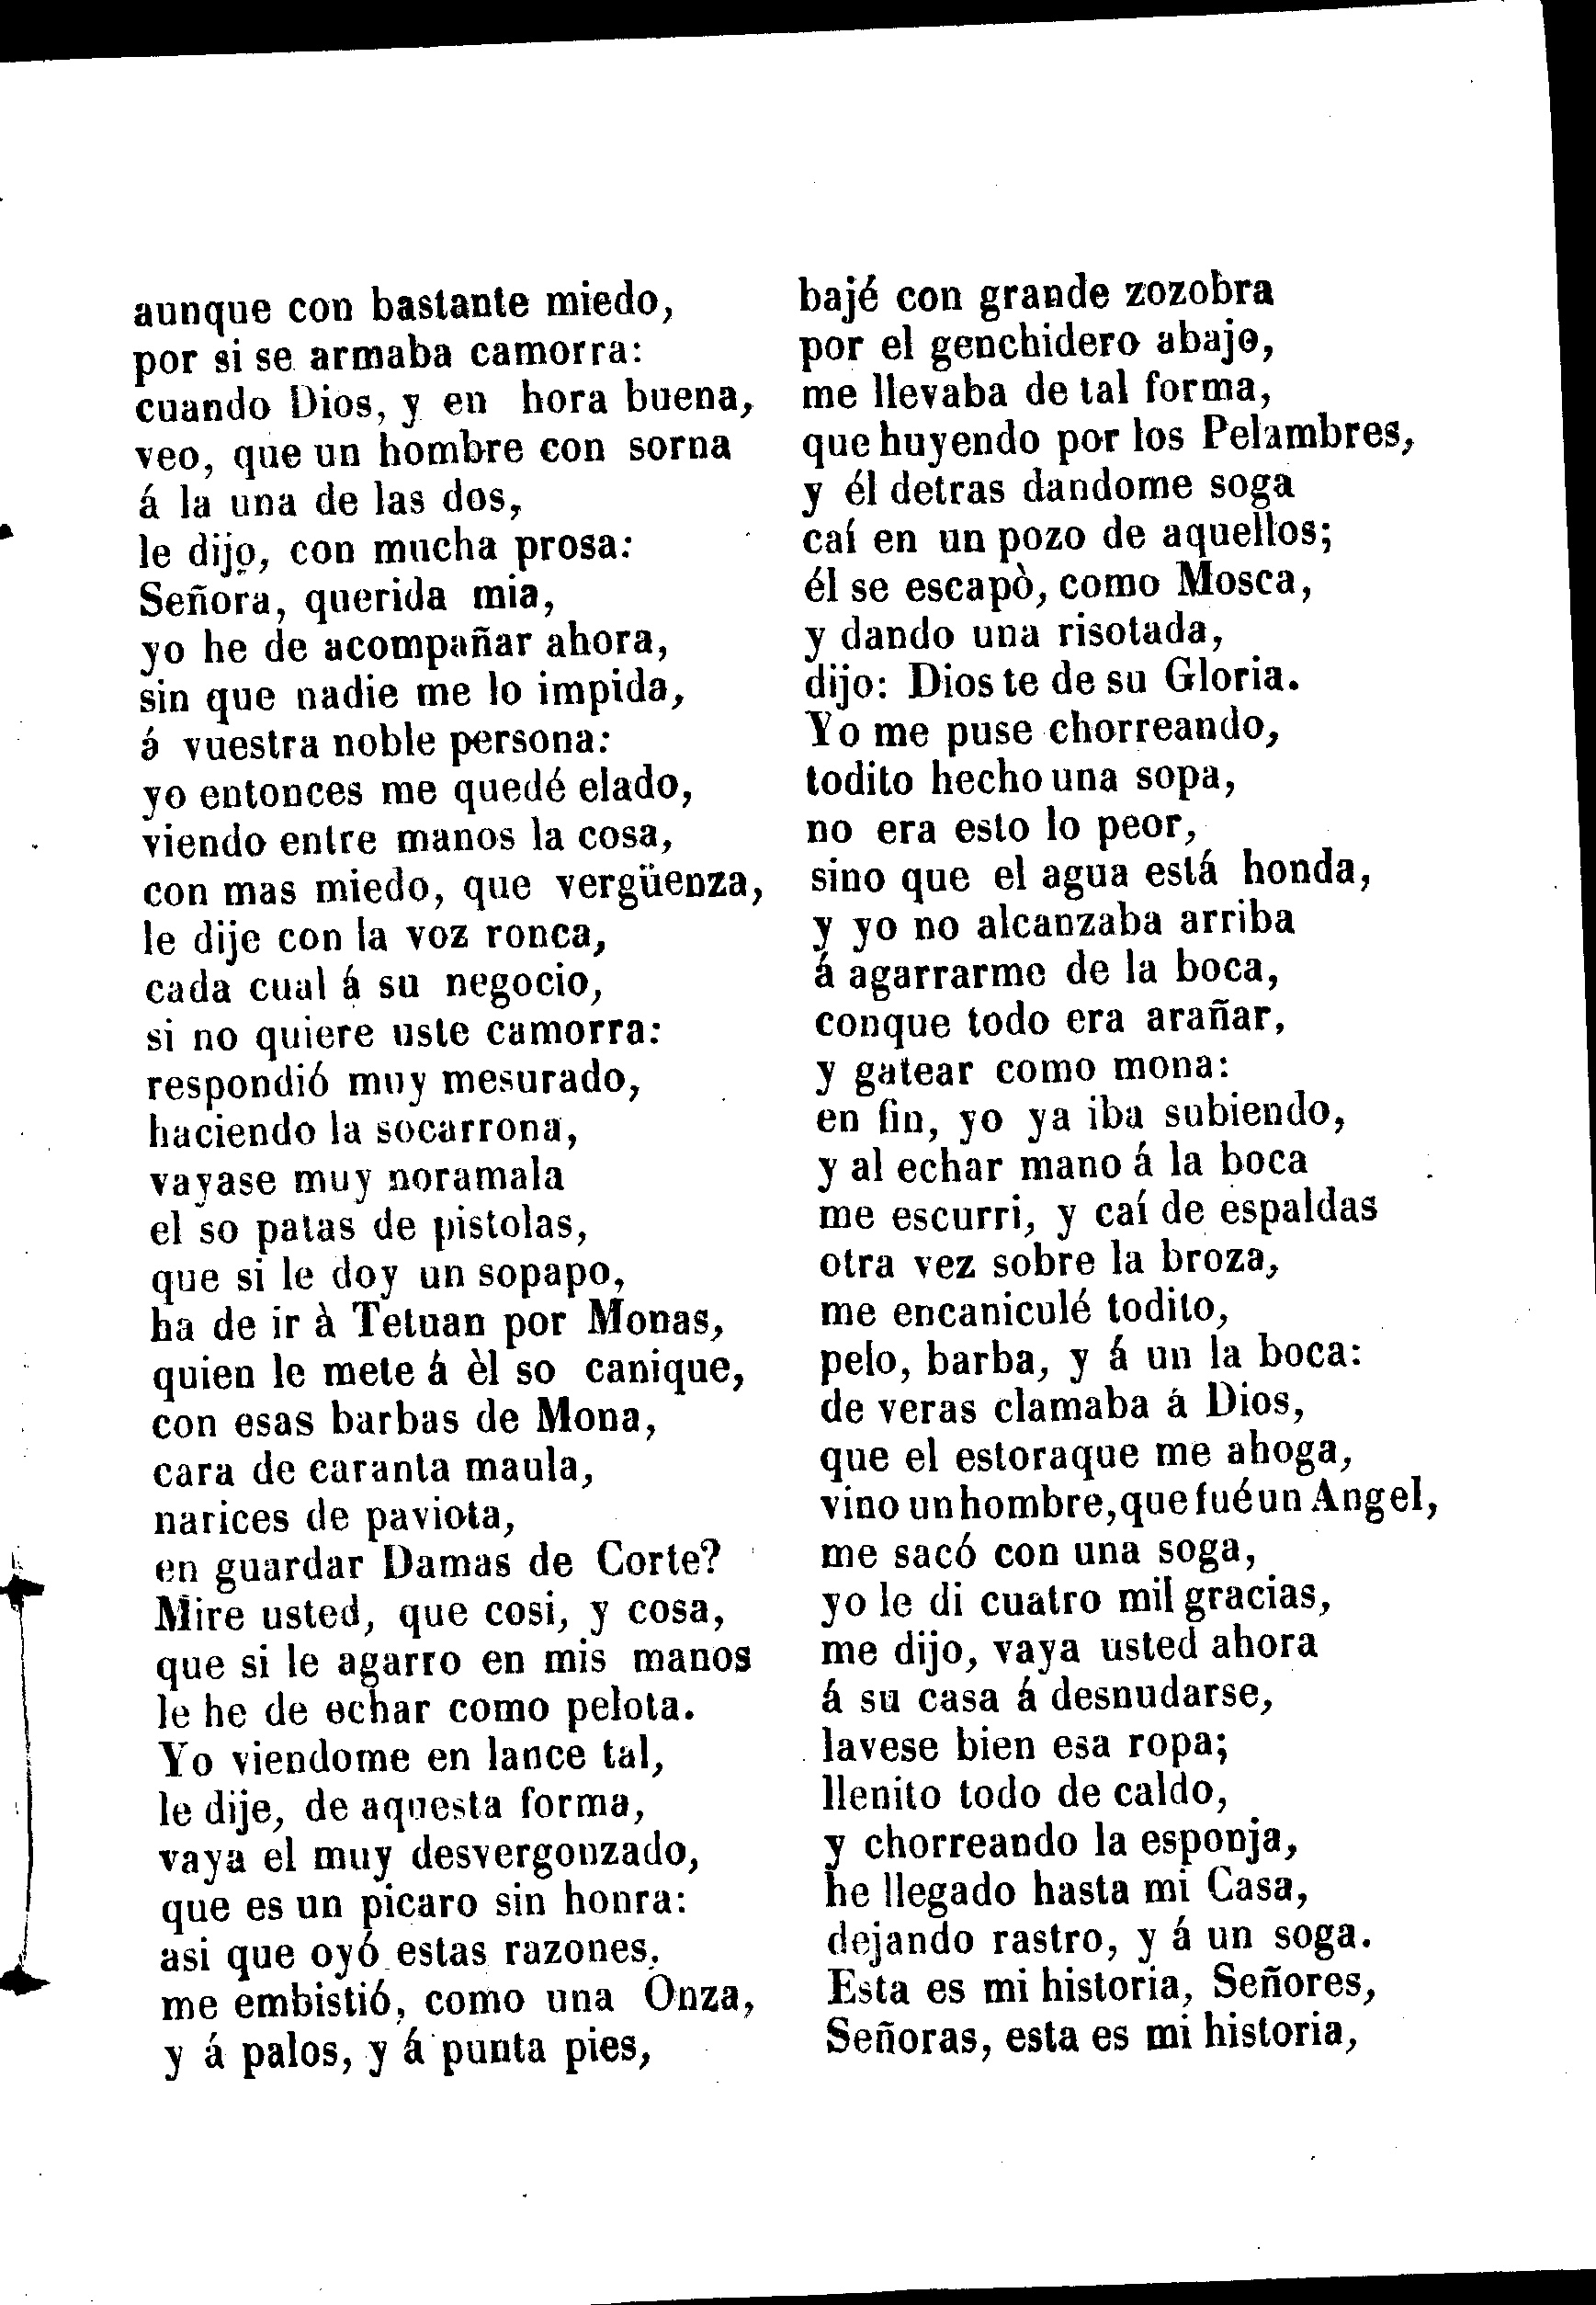 aunque con bastante miedo,
por si se armaba camorra:
cuando Dios, y en hora buena,
veo, que un hombre con sorna
á la una de las dos,
le dijo, con mucha prosa:
Señora, querida mia,
yo he de acompañar ahora,
sin que nadie me lo impida,
á vuestra noble persona:
yo entonces me quedé elado,
viendo entre manos la cosa,
con mas miedo, que vergüenza,
le dije con la voz ronca,
cada cual á su negocio,
si no quiere uste camorra:
respondió muy mesurado,
haciendo la socarrona,
vayase muy noramala
el so patas de pistolas,
que si le doy un sopapo,
ha de ir à Tetuan por Monas,
quien le mete á èl so canique,
con esas barbas de Mona,
cara de caranta maula,
narices de paviota,
en guardar Damas de Corte?
Mire usted, que cosi, y cosa,
que si le agarro en mis manos
le he de echar como pelota.
Yo viendome en lance tal,
le dije, de aquesta forma,
vaya el muy desvergonzado,
que es un picaro sin honra:
asi que oyó estas razones,
me embistió, como una Onza,
y á palos, y á punta pies,
bajé con grande zozobra
por el genchidero abajo,
me llevaba de tal forma,
que huyendo por los Pelambres,
y él detras dandome soga
caí en un pozo de aquellos;
él se escapò, como Mosca,
y dando una risotada,
dijo: Dios te de su Gloria.
Yo me puse chorreando,
todito hecho una sopa,
no era esto lo peor,
sino que el agua está honda,
y yo no alcanzaba arriba
á agarrarme de la boca,
conque todo era arañar,
y gatear como mona:
en fin, yo ya iba subiendo,
y al echar mano á la boca
me escurri, y caí de espaldas
otra vez sobre la broza,
me encaniculé todito,
pelo, barba, y á un la boca:
de veras clamaba á Dios,
que el estoraque me ahoga,
vino un hombre, que fué un Angel,
me sacó con una soga,
yo le di cuatro mil gracias,
me dijo, vaya usted ahora
á su casa á desnudarse,
lavese bien esa ropa;
llenito todo de caldo,
y chorreando la esponja,
he llegado hasta mi Casa,
dejando rastro, y á un soga.
Esta es mi historia, Señores,
Señoras, esta es mi historia,